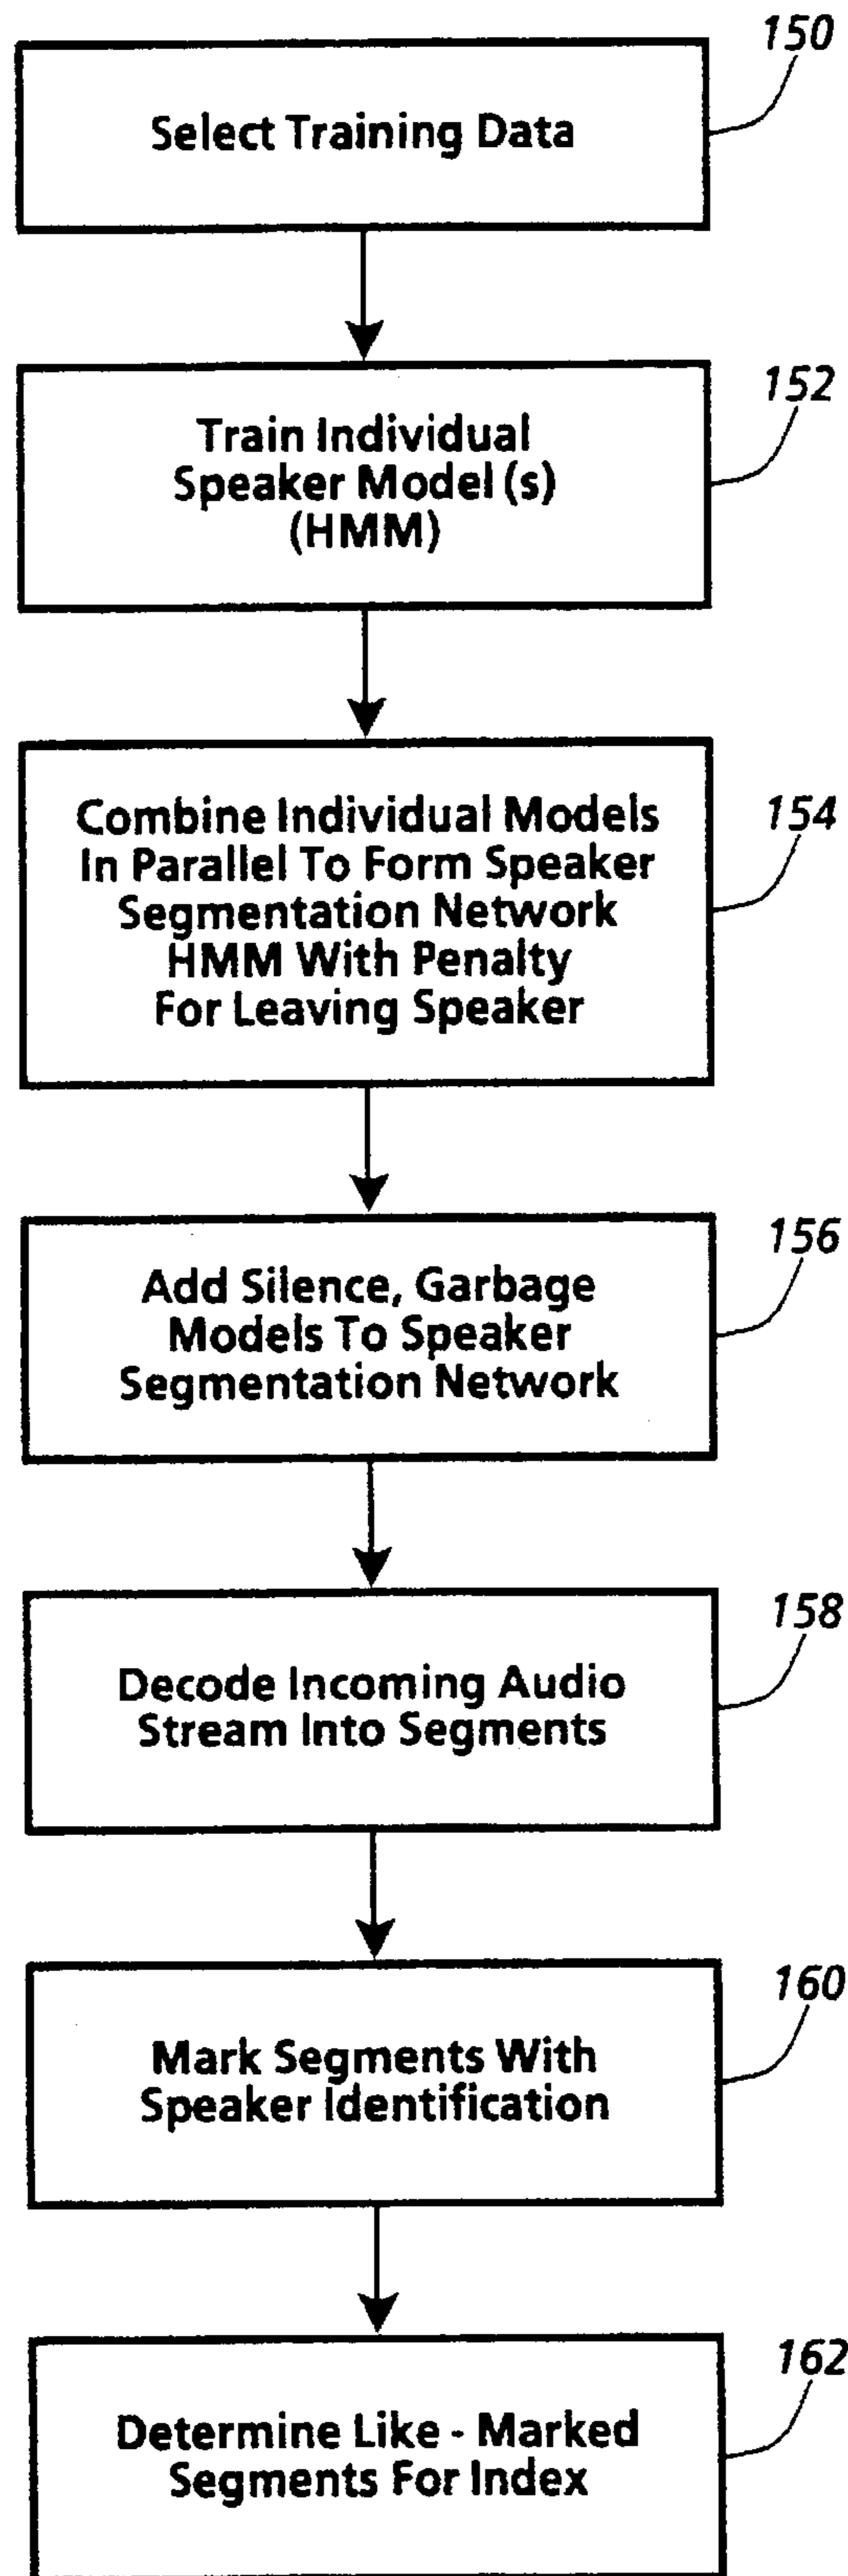 150
Select Training Data
152
Train Individual
Speaker Model (s)
(HMM)
154
Combine Individual Models
In Parallel To Form Speaker
Segmentation Network
HMM With Penalty
For Leaving Speaker
156
Add Silence, Garbage
Models To Speaker
Segmentation Network
158
Decode Incoming Audio
Stream Into Segments
160
Mark Segments With
Speaker Identification
162
Determine Like - Marked
Segments For Index